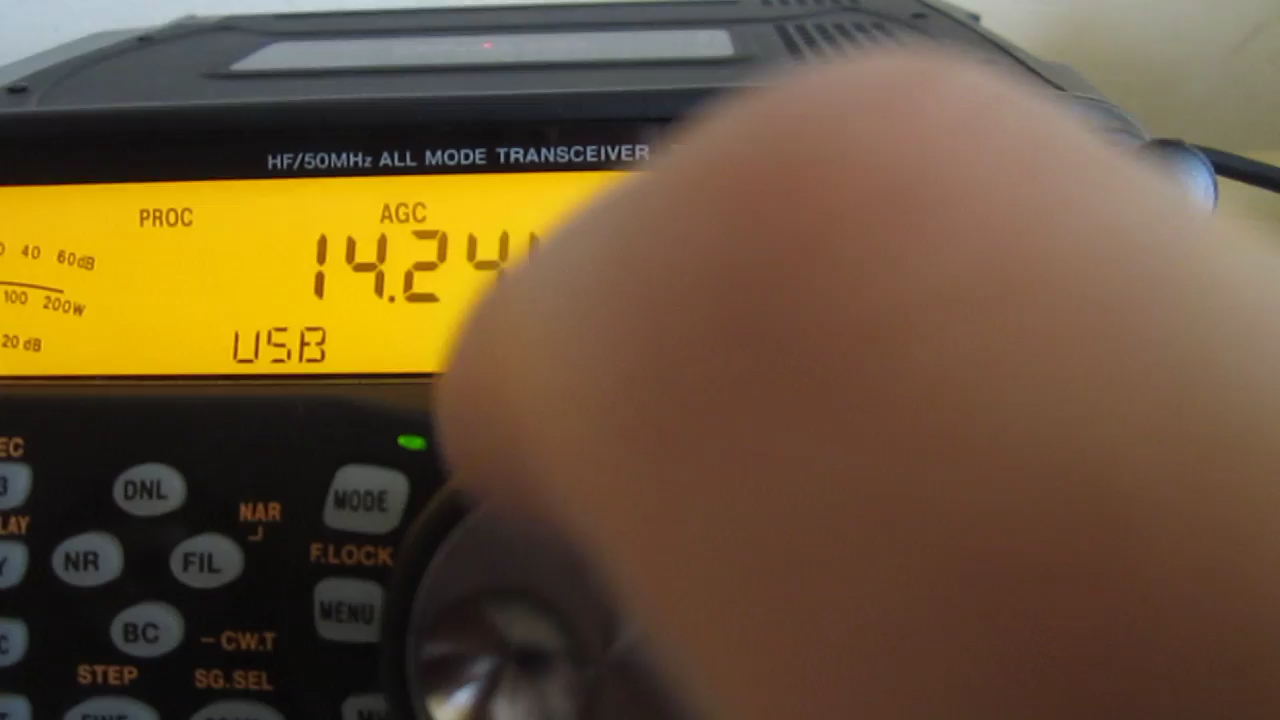 HF/50MHz ALL MODE TRANSCEIVER
PROC AGC
40 60dB
14.24
100 200W
20 dB
USB
DNL
MODE
NAR
NR
FIL
F.LOCK
MENU
BC
-CW.T
STEP
SG.SEL